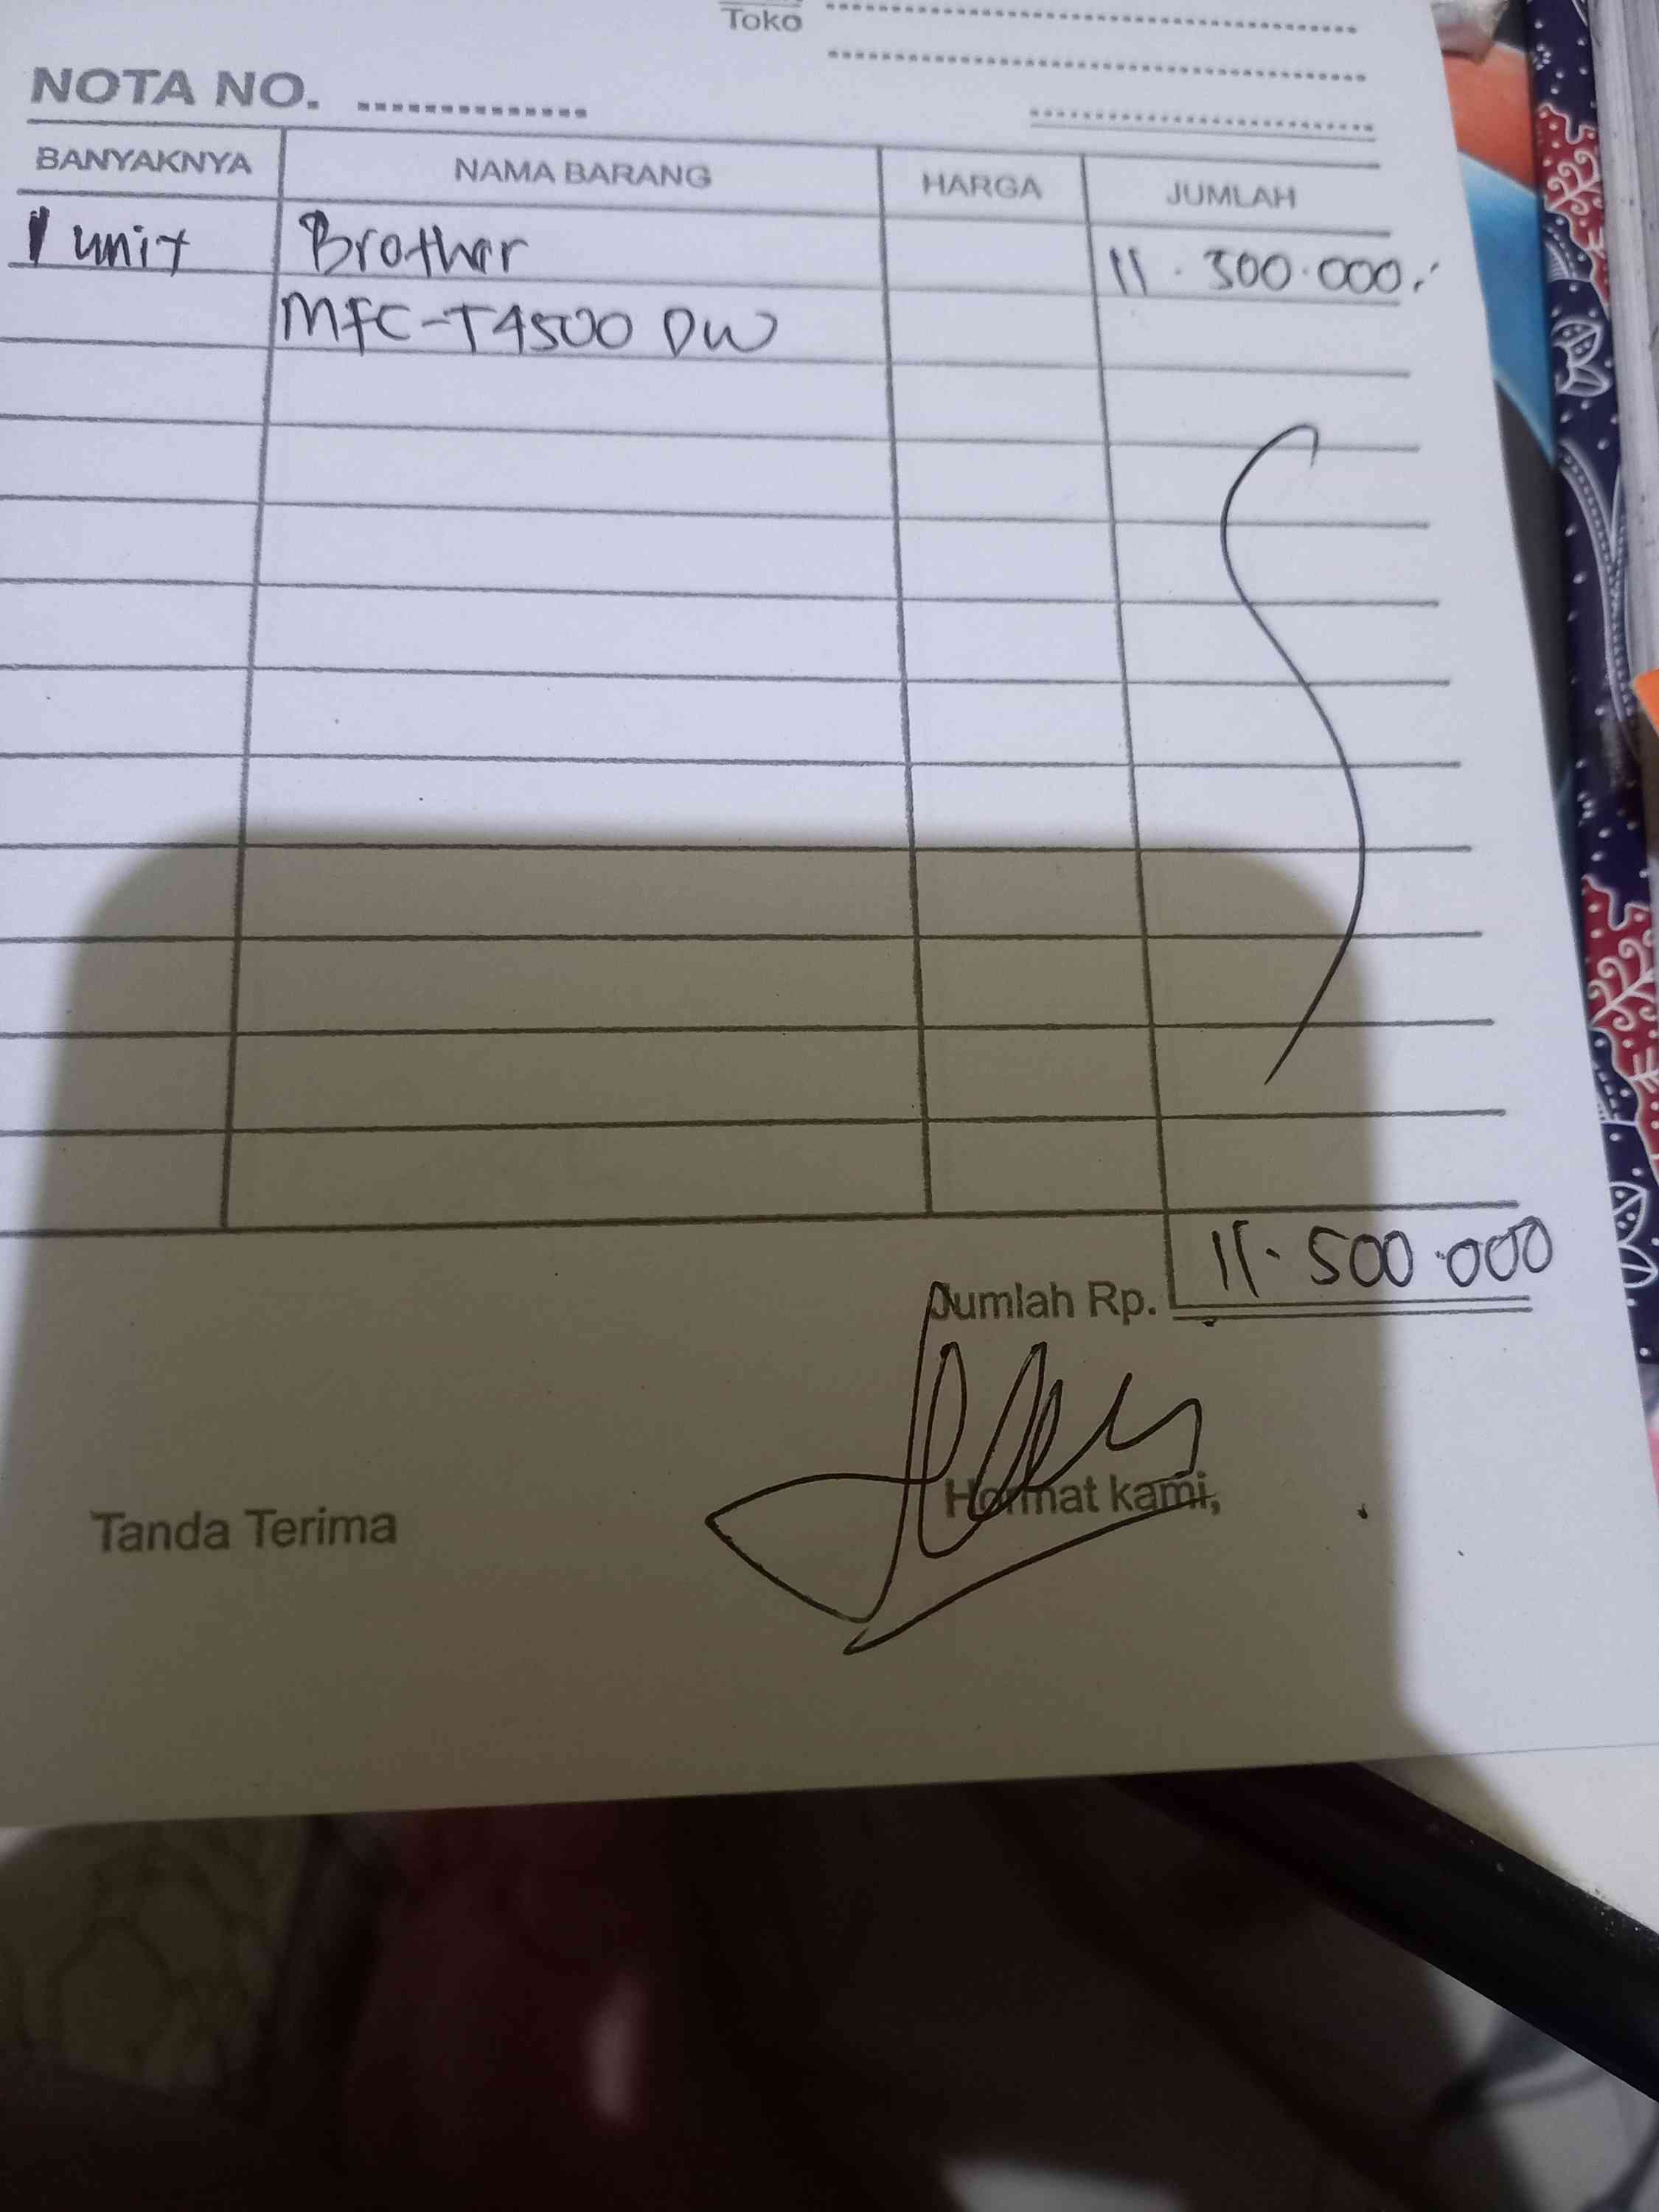 Toko
NOTA NO.
BANYAKNYA NAMA BARANG HARGA JUMLAH
1 unit Brother 11.500.000.-
MFC-T4500 DW
Jumlah Rp. 11.500.000
Tanda Terima Hormat kami,